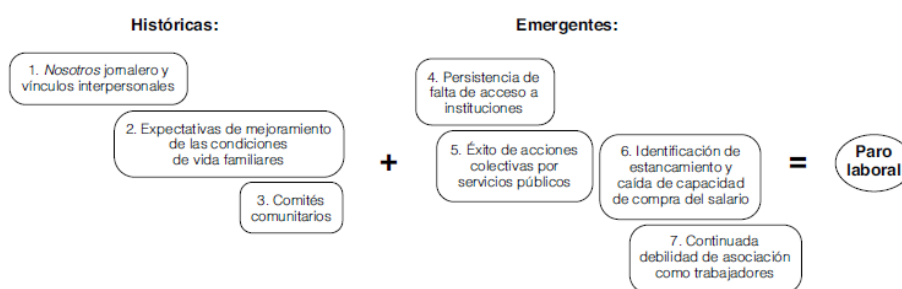 Históricas:
Emergentes:
1. Nosotros jornalero y
vínculos interpersonales
2. Expectativas de mejoramiento
de las condiciones
de vida familiares
3. Comités
comunitarios
+
4. Persistencia de
falta de acceso a
instituciones
5. Éxito de acciones
colectivas por
servicios públicos
6. Identificación de
estancamiento y
caída de capacidad
de compra del salario
7. Continuada
debilidad de asociación
como trabajadores
=
Paro
laboral